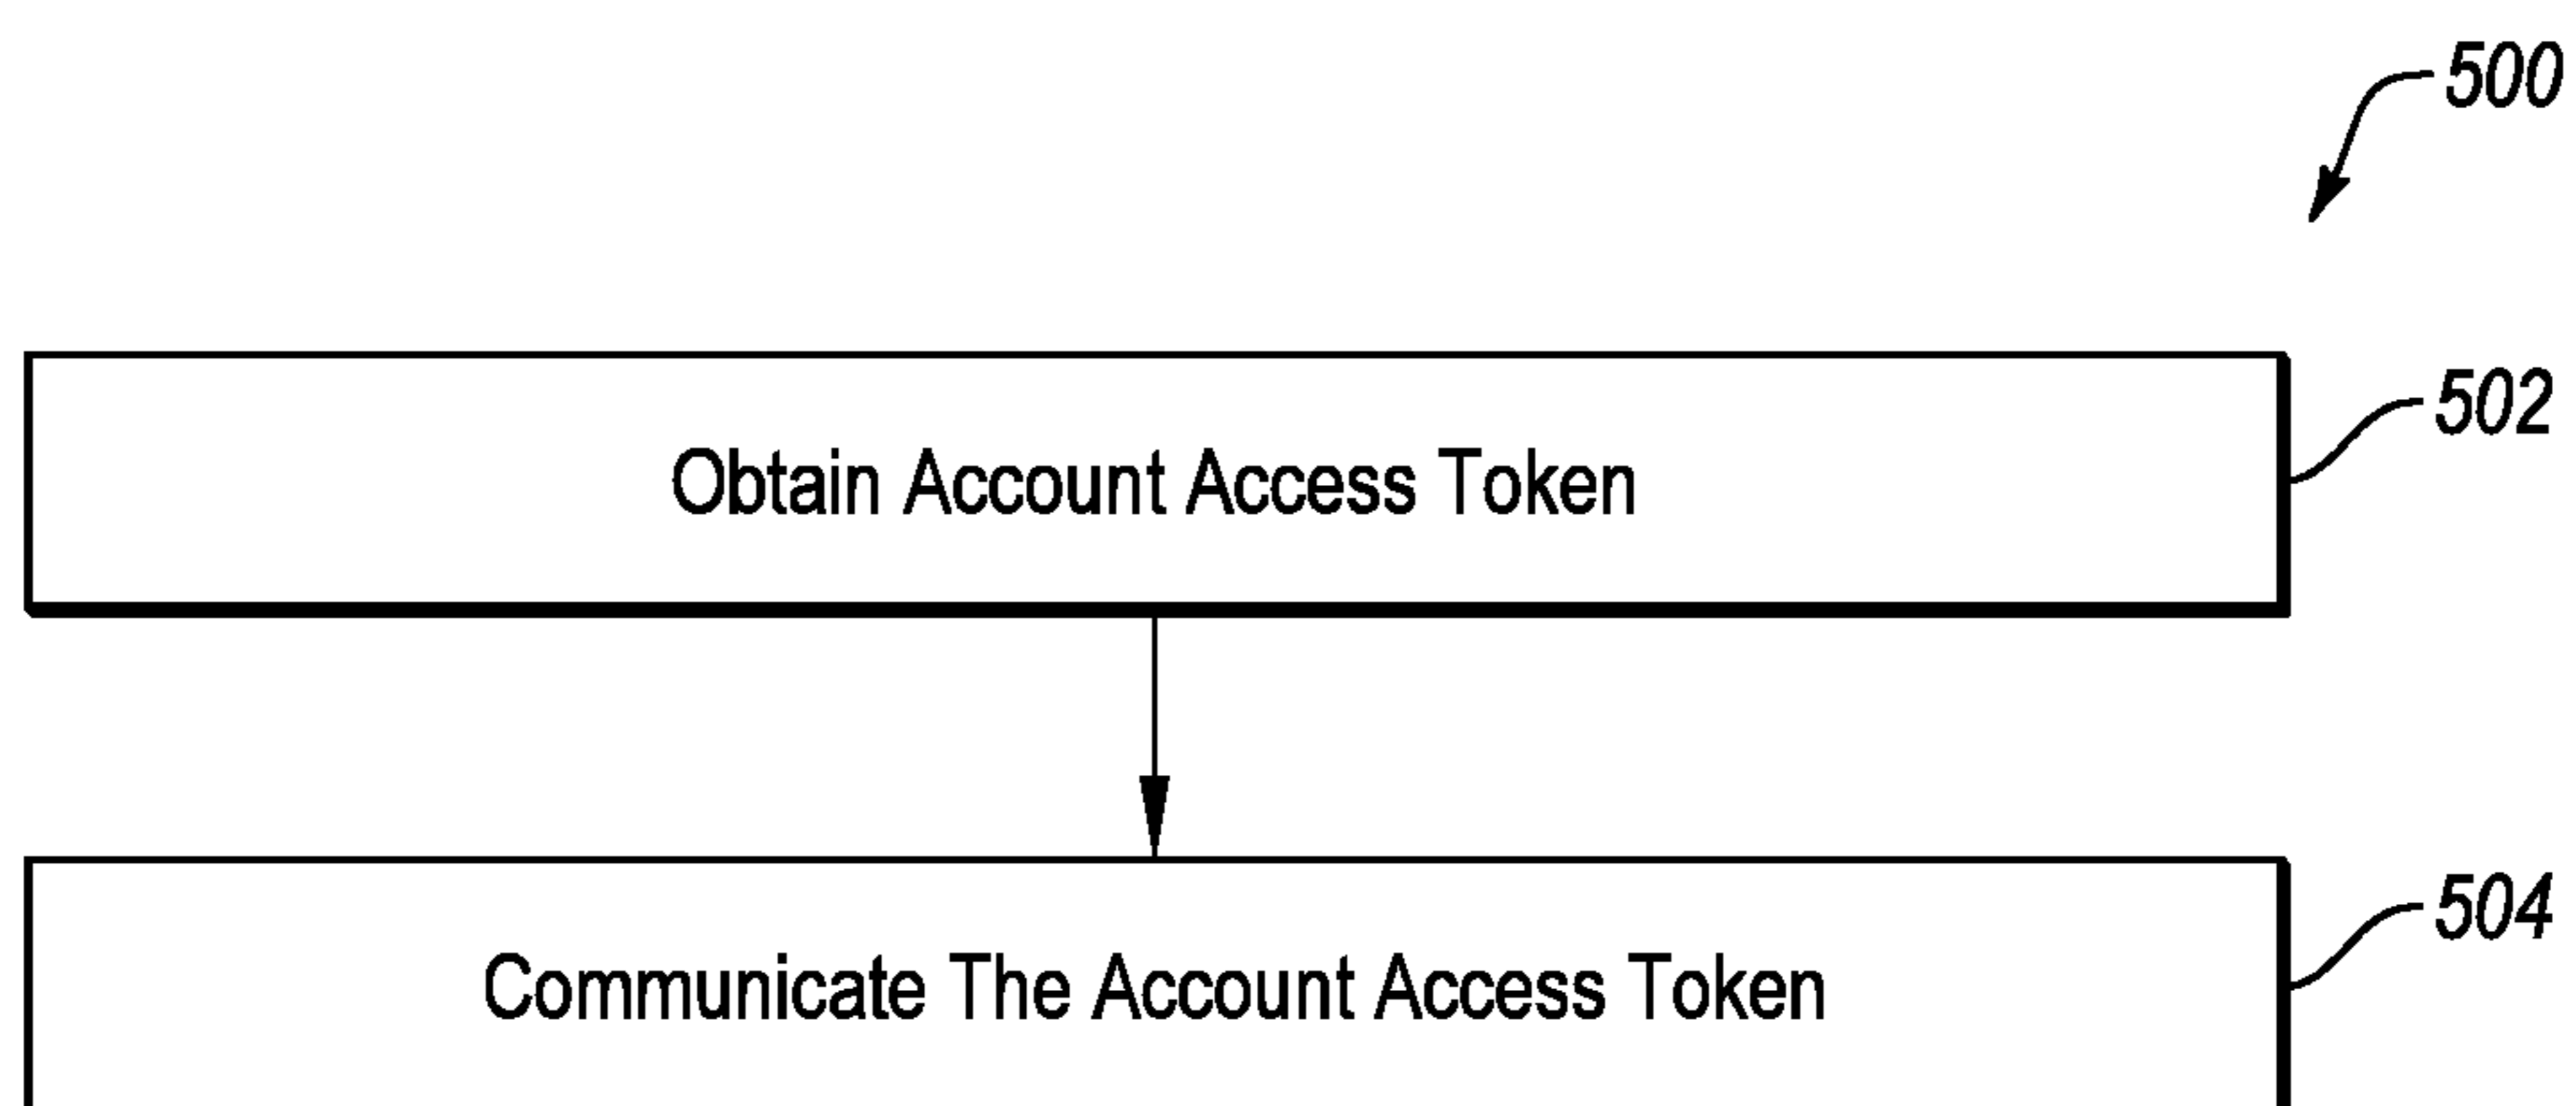 500
502
Obtain Account Access Token
504
Communicate The Account Access Token